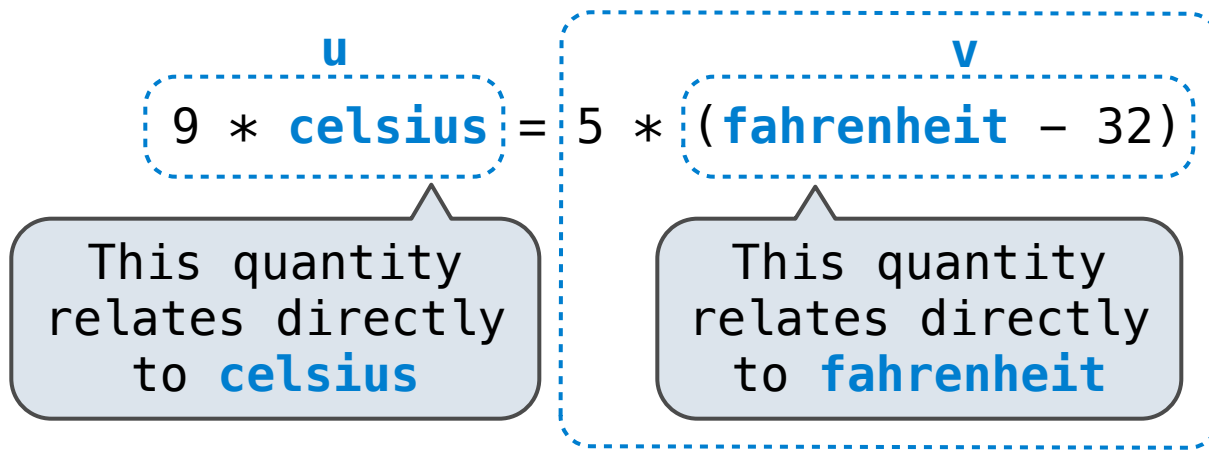 u
v
9 * celsius = 5 * (fahrenheit − 32)
This quantity
relates directly
to celsius
This quantity
relates directly
to fahrenheit